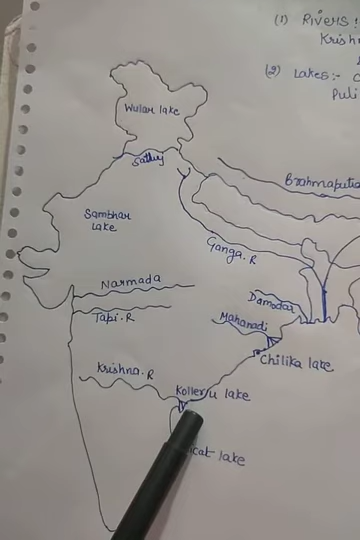 (1) RIVERS:
Krish
(2) LAKES:-
Puli
Wular lake
Satluj
Brahmaputra
Sambhar
lake
Ganga.R
Narmada
Damodar
Tapi.R
Mahanadi
Chilika lake
Krishna.R
Kolleru lake
icat lake